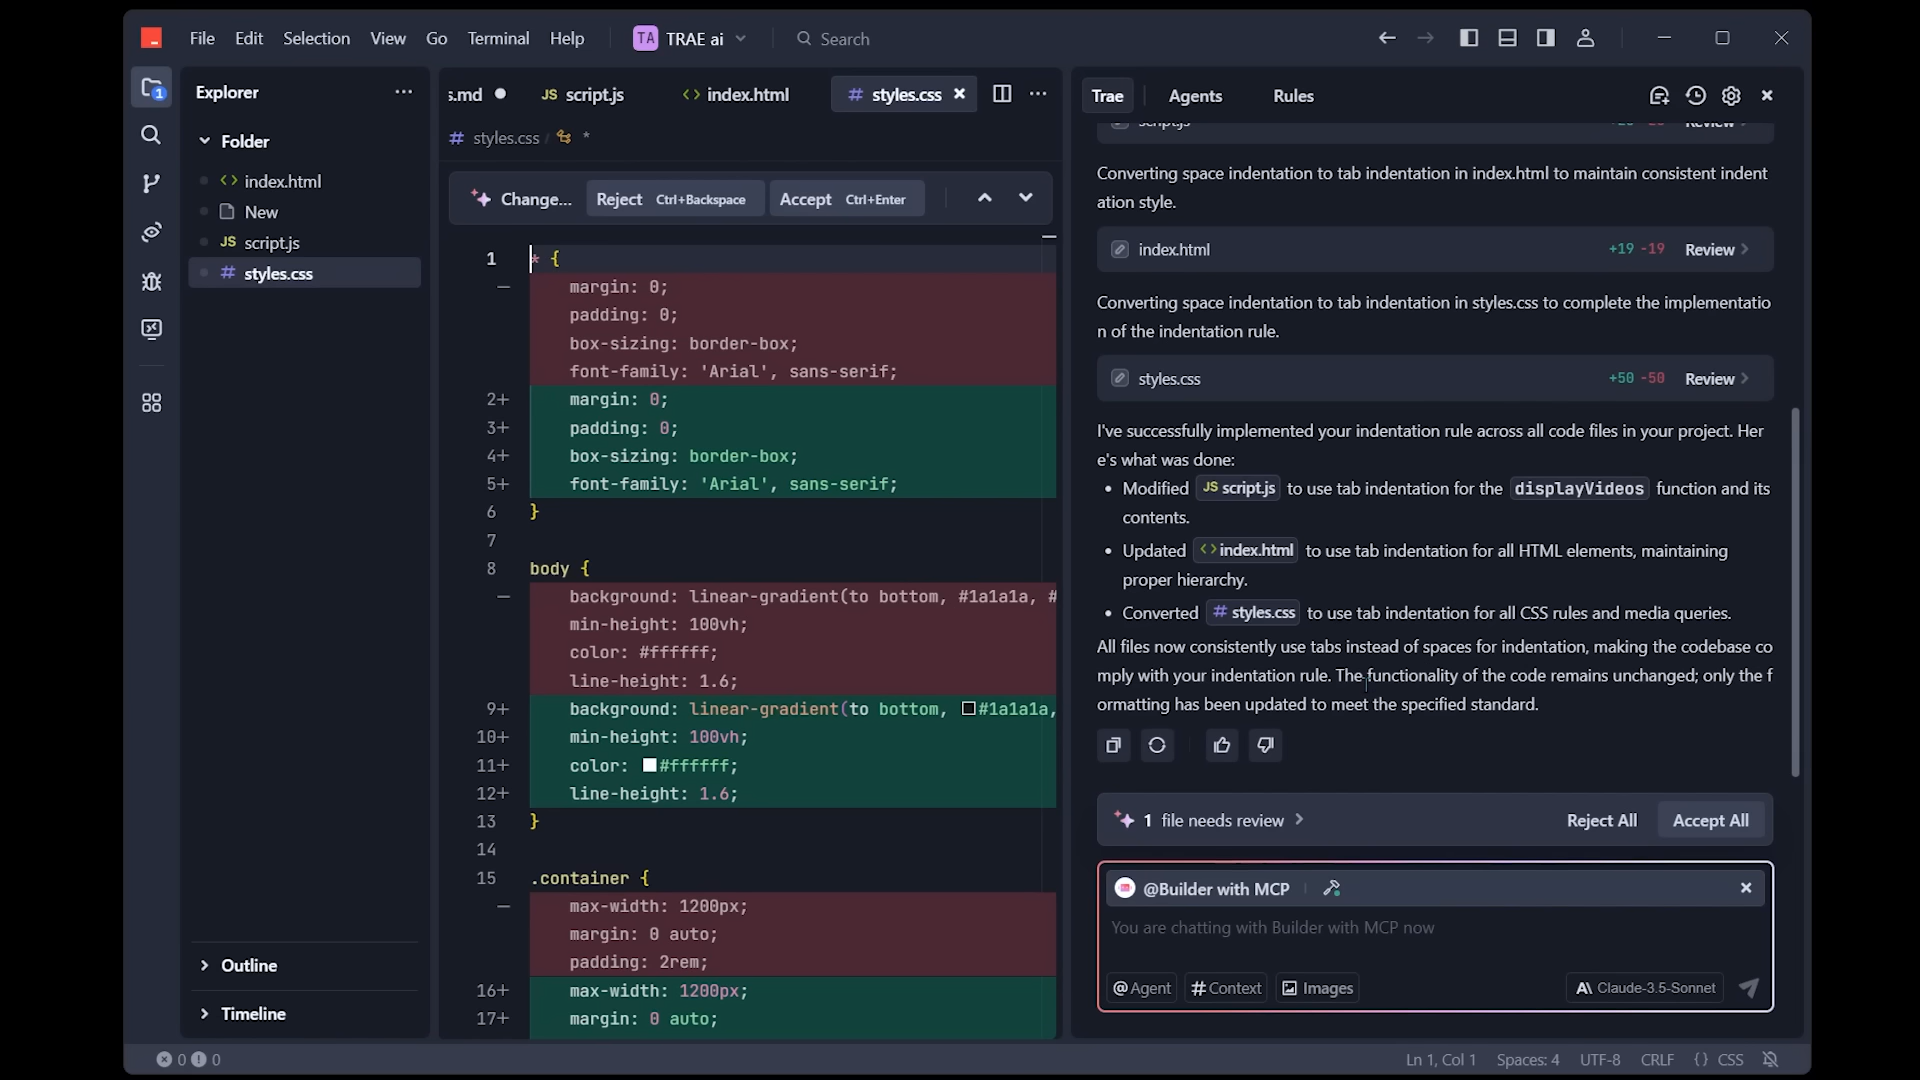 File Edit Selection View Go Terminal Help TA TRAE ai Search
Explorer
Folder
index.html
New
JS script.js
# styles.css
Outline
Timeline
s.md JS script.js index.html # styles.css
# styles.css *
Change... Reject Ctrl+Backspace Accept Ctrl+Enter
1 * {
margin: 0;
padding: 0;
box-sizing: border-box;
font-family: 'Arial', sans-serif;
2+ margin: 0;
3+ padding: 0;
4+ box-sizing: border-box;
5+ font-family: 'Arial', sans-serif;
6 }
7
8 body {
background: linear-gradient(to bottom, #1a1a1a, #
min-height: 100vh;
color: #ffffff;
line-height: 1.6;
9+ background: linear-gradient(to bottom, #1a1a1a,
10+ min-height: 100vh;
11+ color: #ffffff;
12+ line-height: 1.6;
13 }
14
15 .container {
max-width: 1200px;
margin: 0 auto;
padding: 2rem;
16+ max-width: 1200px;
17+ margin: 0 auto;
Trae Agents Rules
script.js Review
Converting space indentation to tab indentation in index.html to maintain consistent indent
ation style.
index.html +19 -19 Review
Converting space indentation to tab indentation in styles.css to complete the implementatio
n of the indentation rule.
styles.css +50 -50 Review
I've successfully implemented your indentation rule across all code files in your project. Her
e's what was done:
• Modified JS script.js to use tab indentation for the displayVideos function and its
contents.
• Updated <> index.html to use tab indentation for all HTML elements, maintaining
proper hierarchy.
• Converted # styles.css to use tab indentation for all CSS rules and media queries.
All files now consistently use tabs instead of spaces for indentation, making the codebase co
mply with your indentation rule. The functionality of the code remains unchanged; only the f
ormatting has been updated to meet the specified standard.
1 file needs review Reject All Accept All
@Builder with MCP
You are chatting with Builder with MCP now
@ Agent # Context Images Claude-3.5-Sonnet
0 0 Ln 1, Col 1 Spaces: 4 UTF-8 CRLF {} CSS